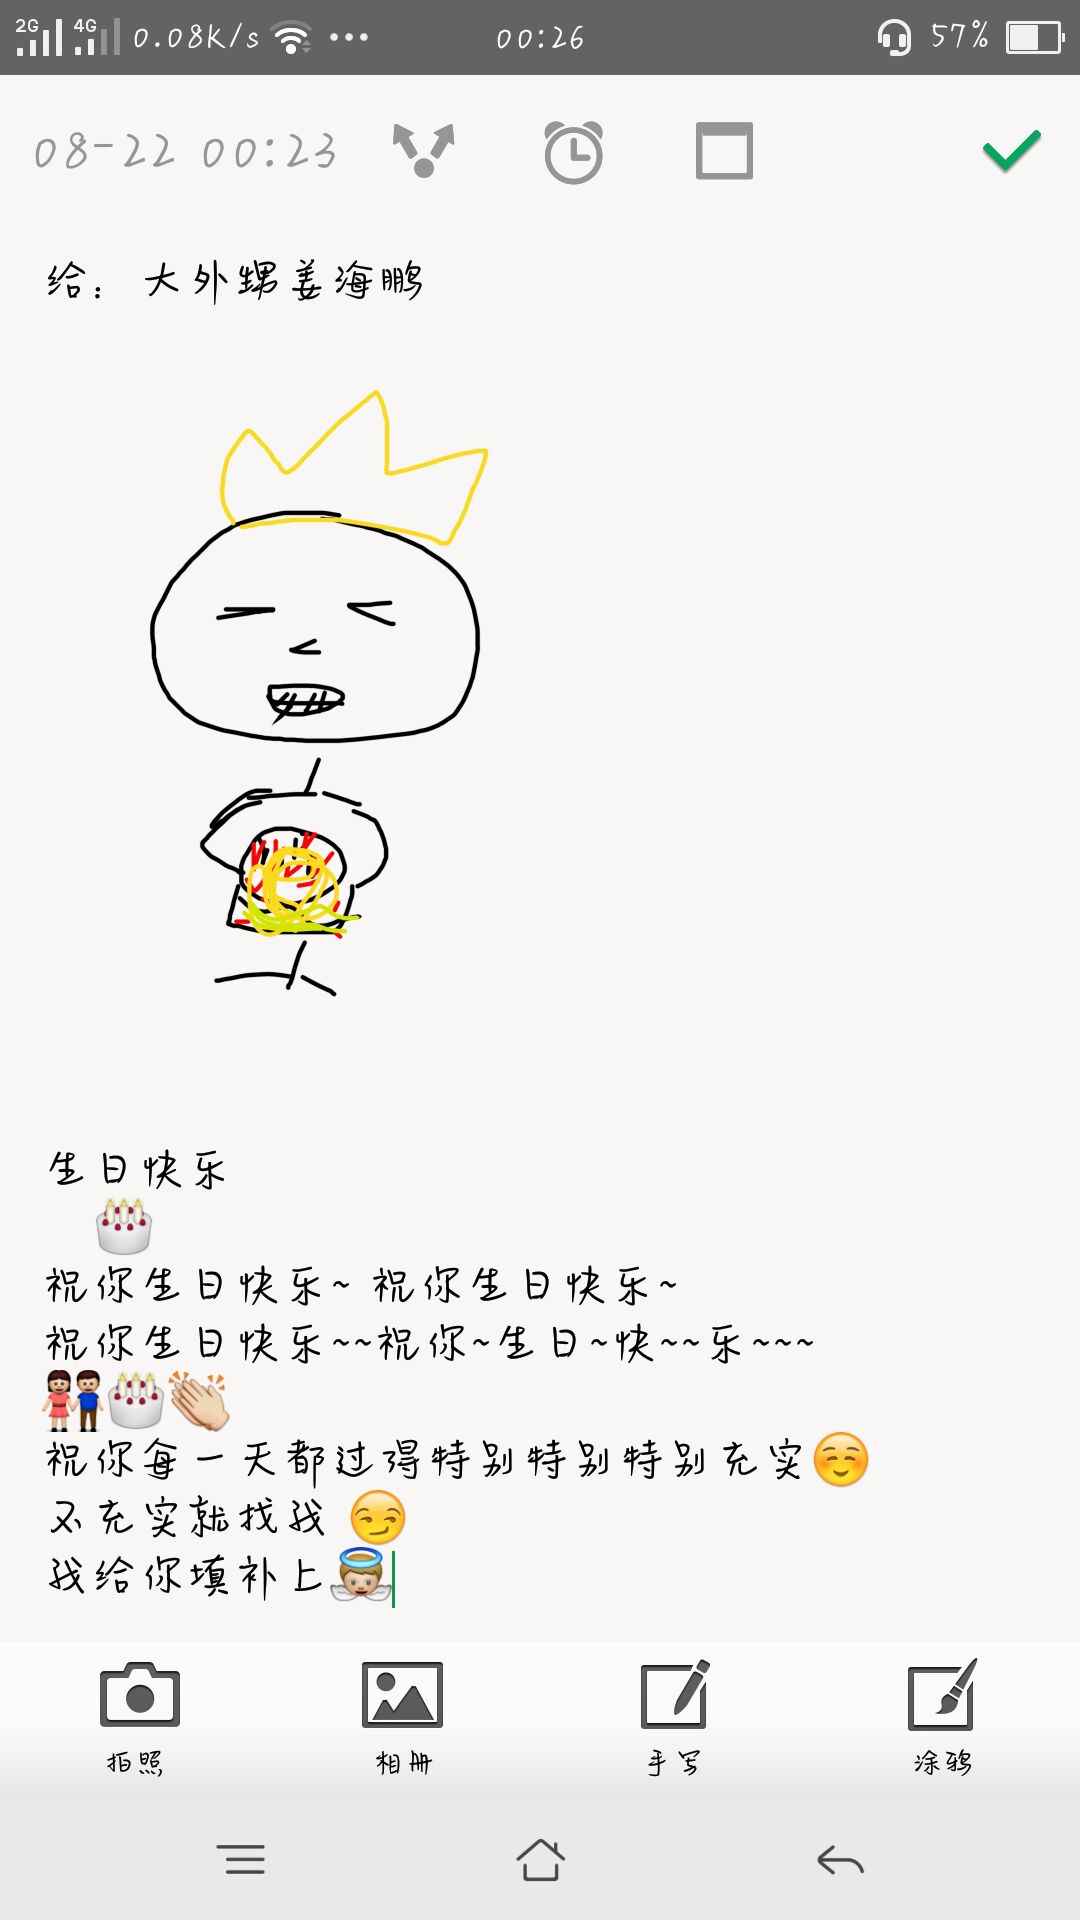 2G 4G 0.08K/s 00:26 57%
08-22 00:23
给：大外甥姜海鹏
生日快乐
祝你生日快乐~ 祝你生日快乐~
祝你生日快乐~~祝你~生日~快~~乐~~~
祝你每一天都过得特别特别特别充实
不充实就找我
我给你填补上
拍照 相册 手写 涂鸦